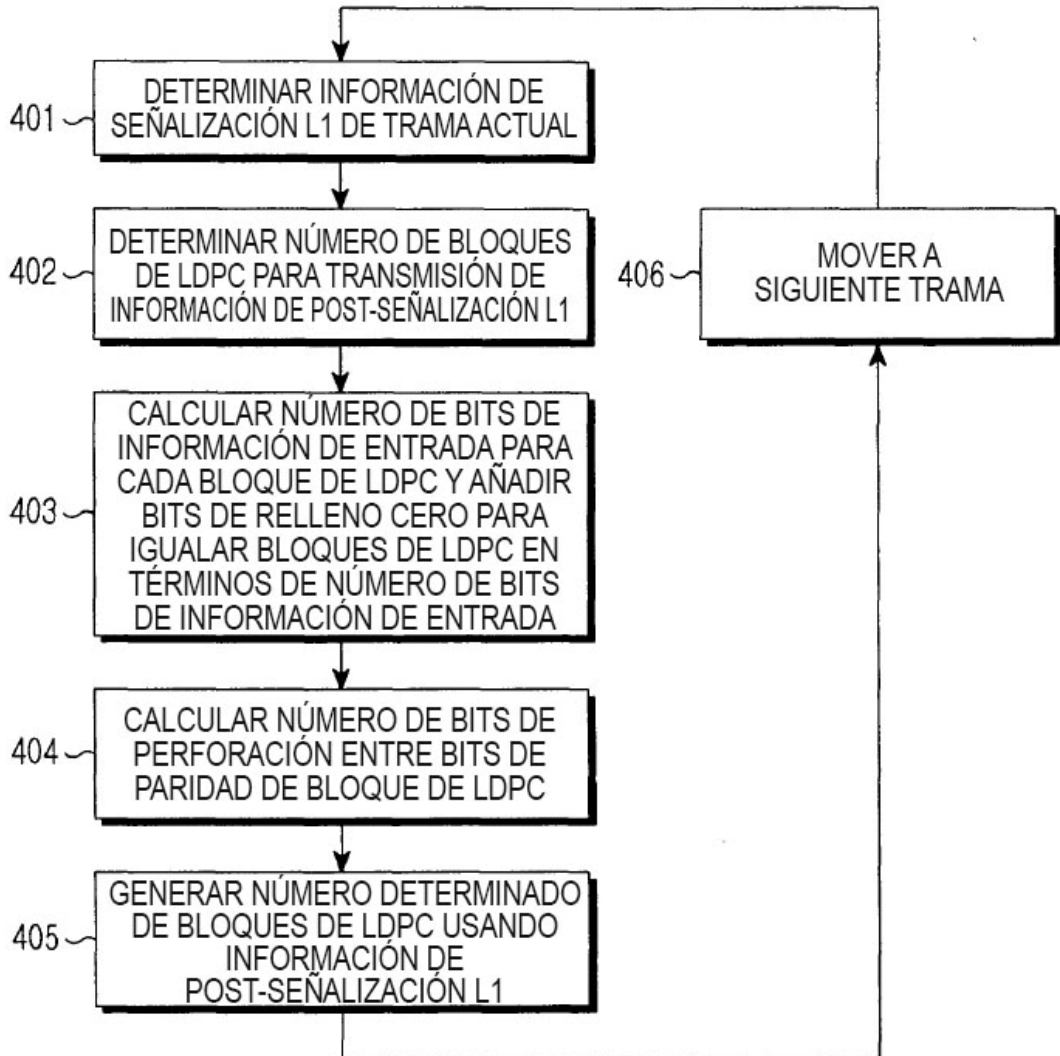 401
DETERMINAR INFORMACIÓN DE
SEÑALIZACIÓN L1 DE TRAMA ACTUAL
402
DETERMINAR NÚMERO DE BLOQUES
DE LDPC PARA TRANSMISIÓN DE
INFORMACIÓN DE POST-SEÑALIZACIÓN L1
403
CALCULAR NÚMERO DE BITS DE
INFORMACIÓN DE ENTRADA PARA
CADA BLOQUE DE LDPC Y AÑADIR
BITS DE RELLENO CERO PARA
IGUALAR BLOQUES DE LDPC EN
TÉRMINOS DE NÚMERO DE BITS
DE INFORMACIÓN DE ENTRADA
404
CALCULAR NÚMERO DE BITS DE
PERFORACIÓN ENTRE BITS DE
PARIDAD DE BLOQUE DE LDPC
405
GENERAR NÚMERO DETERMINADO
DE BLOQUES DE LDPC USANDO
INFORMACIÓN DE
POST-SEÑALIZACIÓN L1
406
MOVER A
SIGUIENTE TRAMA